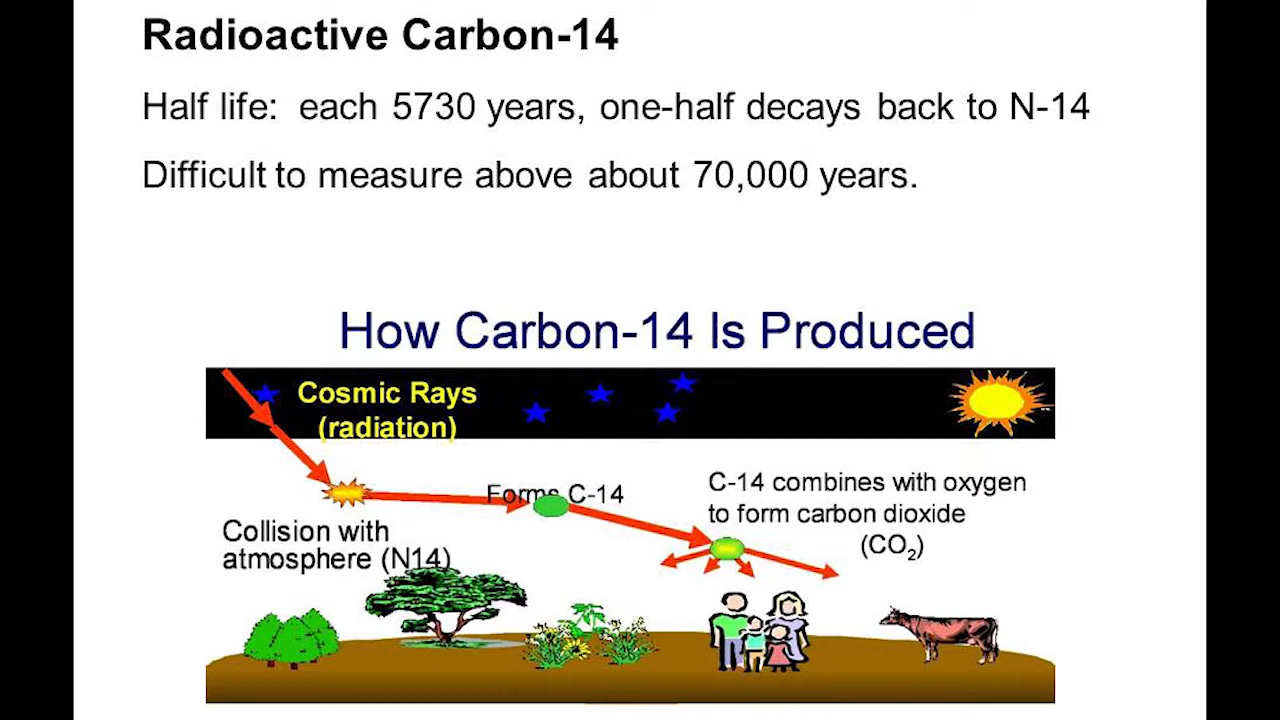 Radioactive Carbon-14
Half life: each 5730 years, one-half decays back to N-14
Difficult to measure above about 70,000 years.
How Carbon-14 Is Produced
Cosmic Rays
(radiation)
Forms C-14
C-14 combines with oxygen
to form carbon dioxide
(CO₂)
Collision with
atmosphere (N14)